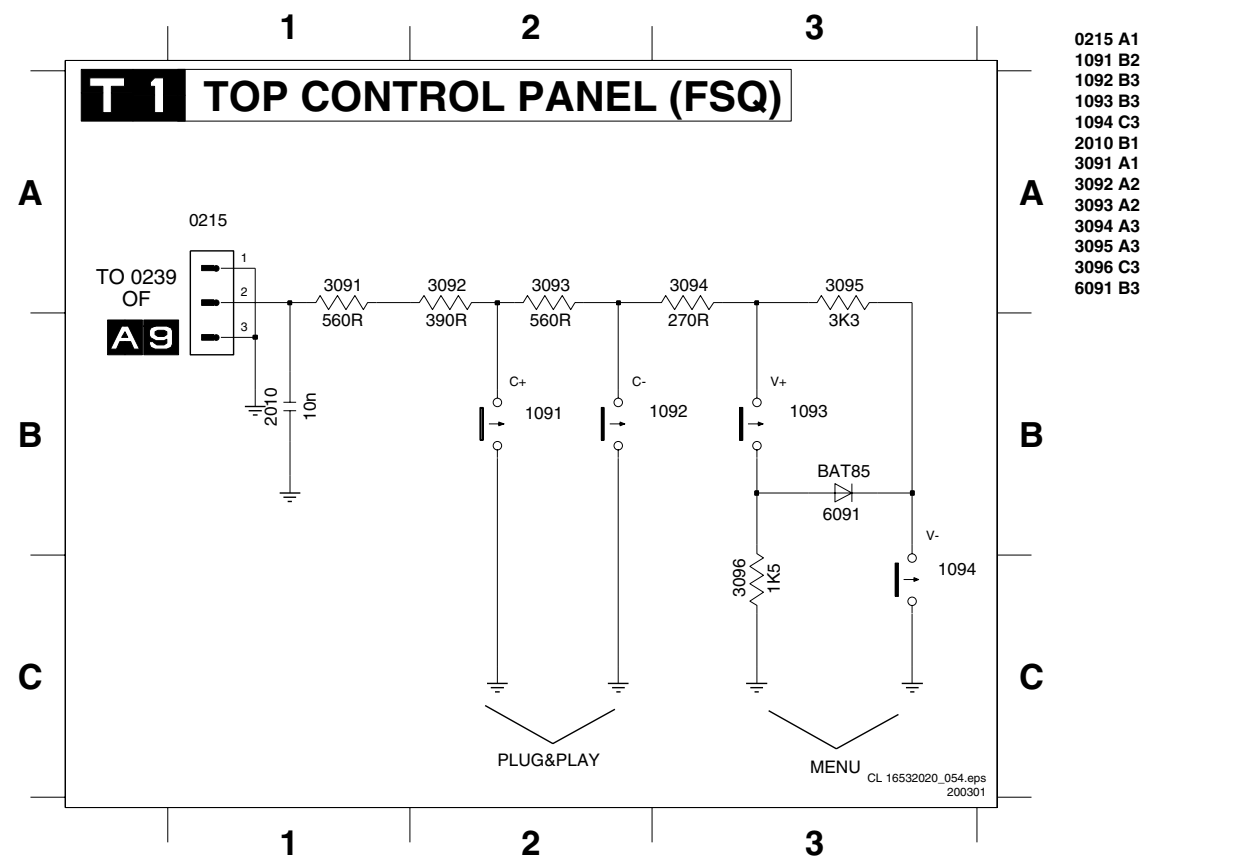 1 2 3
T 1 TOP CONTROL PANEL (FSQ)
0215 A1
1091 B2
1092 B3
1093 B3
1094 C3
2010 B1
3091 A1
3092 A2
3093 A2
3094 A3
3095 A3
3096 C3
6091 B3
A A
0215
1
2
3
TO 0239
OF
A 9
3091 3092 3093 3094 3095
560R 390R 560R 270R 3K3
2010
10n
C+ C- V+
1091 1092 1093
B B
BAT85
6091
V-
1094
3096
1K5
C C
PLUG&PLAY
MENU
CL 16532020_054.eps
200301
1 2 3